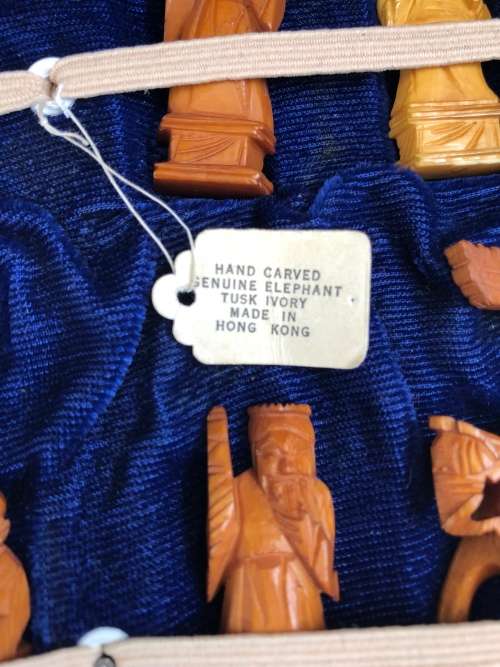 HAND CARVED
GENUINE ELEPHANT
TUSK IVORY
MADE IN
HONG KONG